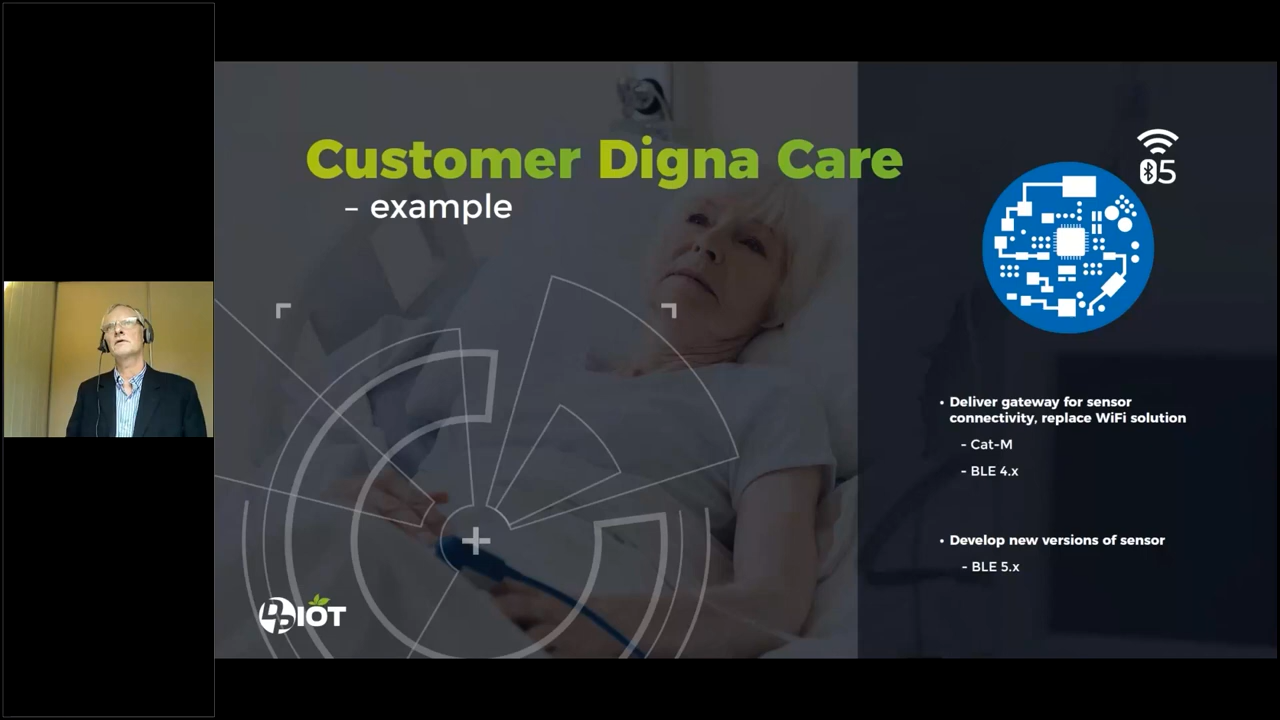 Customer Digna Care
– example
5
• Deliver gateway for sensor
connectivity, replace WiFi solution
- Cat-M
- BLE 4.x
• Develop new versions of sensor
- BLE 5.x
IOT